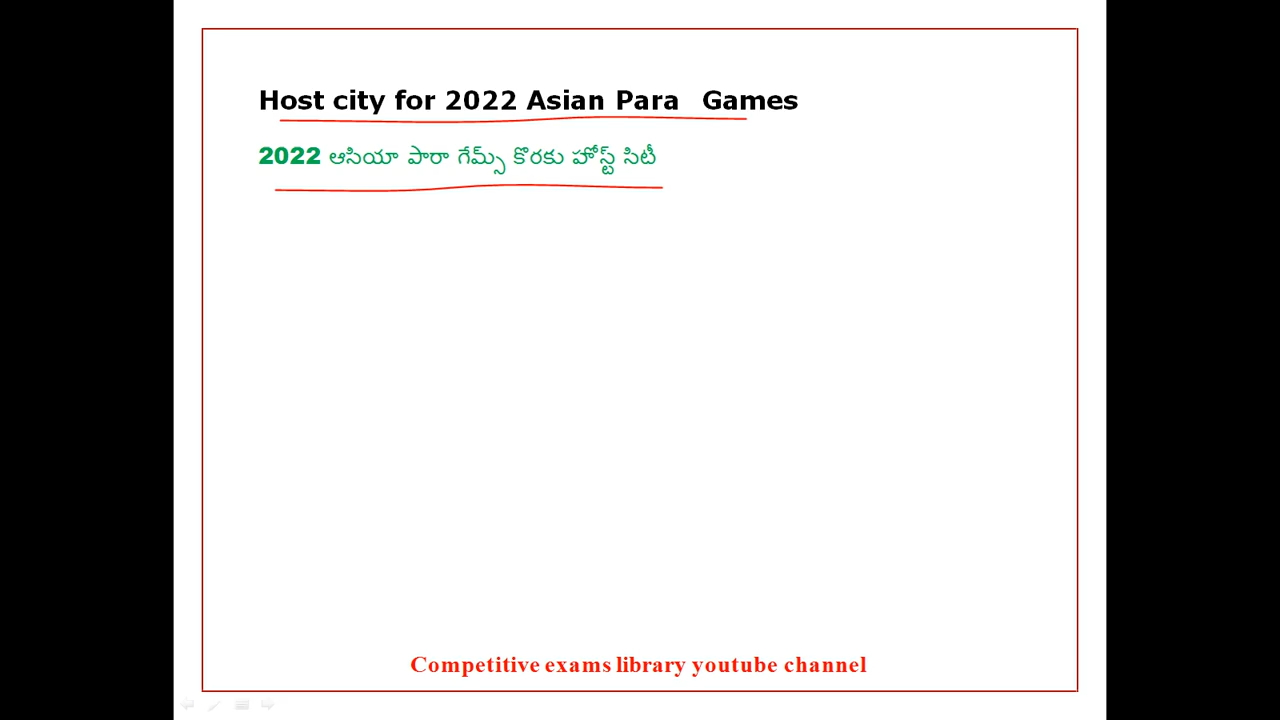 Host city for 2022 Asian Para Games
2022 ఆసియా పారా గేమ్స్ కొరకు హోస్ట్ సిటీ
Competitive exams library youtube channel